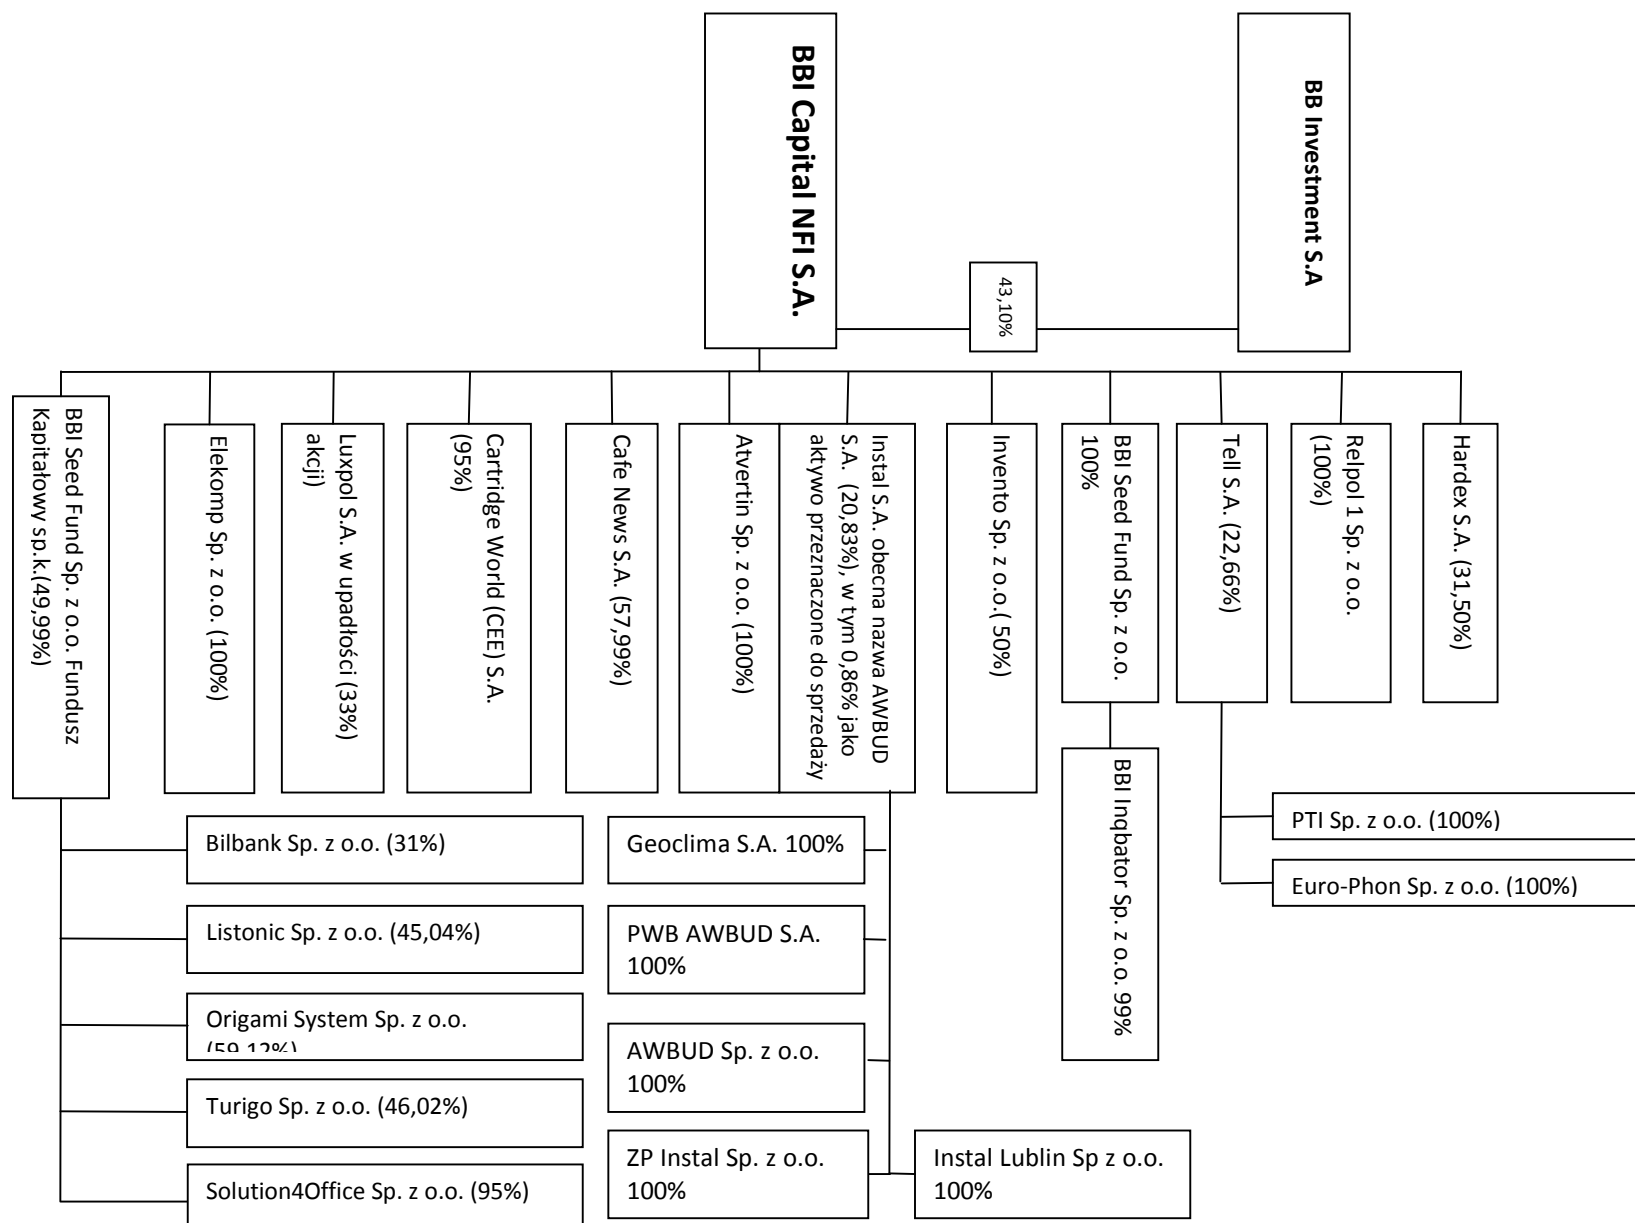 BBI Capital NFI S.A.
BB Investment S.A
43,10%
BBI Seed Fund Sp. z o.o. Fundusz
Kapitałowy sp.k.(49,99%)
Elekomp Sp. z o.o. (100%)
Luxpol S.A. w upadłości (33%
akcji)
Cartridge World (CEE) S.A.
(95%)
Cafe News S.A. (57,99%)
Atvertin Sp. z o.o. (100%)
Instal S.A. obecna nazwa AWBUD
S.A. (20,83%), w tym 0,86% jako
aktywo przeznaczone do sprzedaży
Invento Sp. z o.o.( 50%)
BBI Seed Fund Sp. z o.o.
100%
Tell S.A. (22,66%)
Relpol 1 Sp. z o.o.
(100%)
Hardex S.A. (31,50%)
BBI Inqbator Sp. z o.o. 99%
PTI Sp. z o.o. (100%)
Euro-Phon Sp. z o.o. (100%)
Bilbank Sp. z o.o. (31%)
Listonic Sp. z o.o. (45,04%)
Origami System Sp. z o.o.
(59,12%)
Turigo Sp. z o.o. (46,02%)
Solution4Office Sp. z o.o. (95%)
Geoclima S.A. 100%
PWB AWBUD S.A.
100%
AWBUD Sp. z o.o.
100%
ZP Instal Sp. z o.o.
100%
Instal Lublin Sp z o.o.
100%